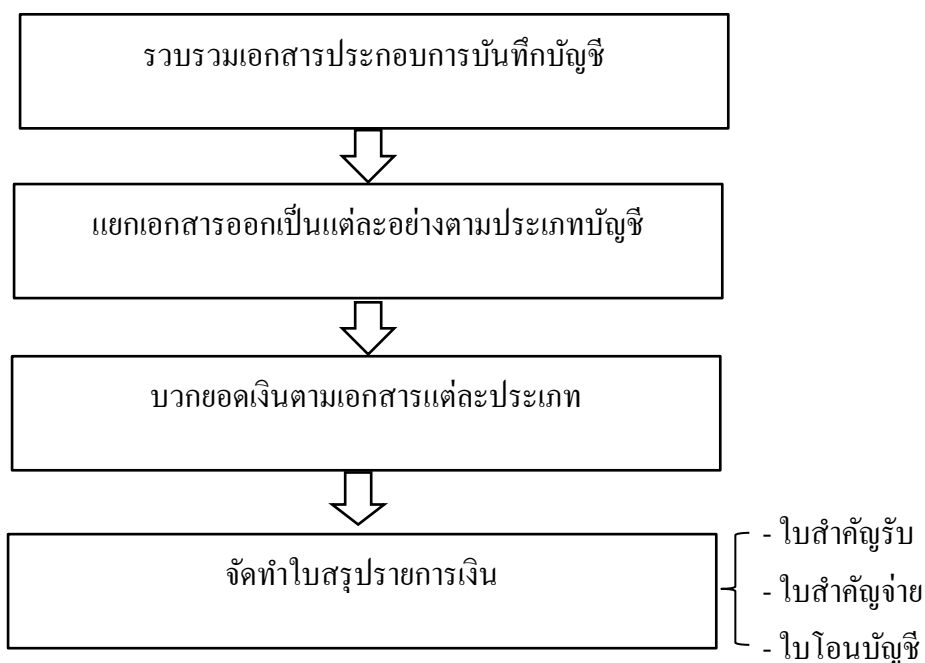 รวบรวมเอกสารประกอบการบันทึกบัญชี
แยกเอกสารออกเป็นแต่ละอย่างตามประเภทบัญชี
บวกยอดเงินตามเอกสารแต่ละประเภท
จัดทำใบสรุปรายการเงิน
- ใบสำคัญรับ
- ใบสำคัญจ่าย
- ใบโอนบัญชี